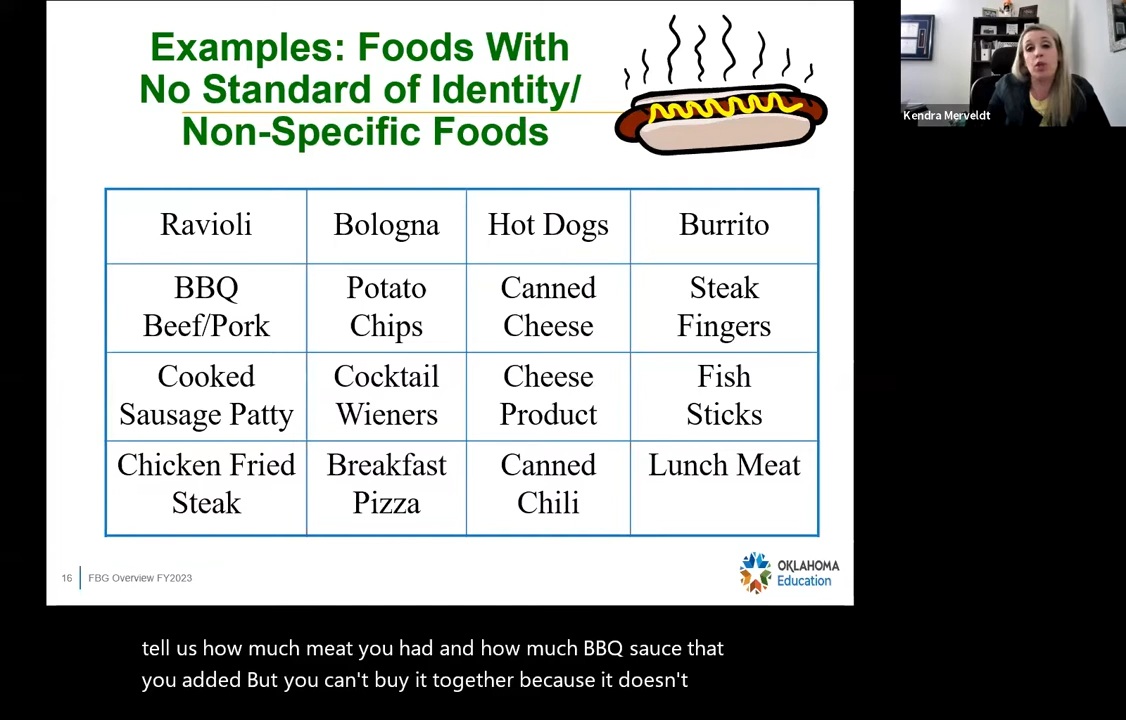 Examples: Foods With
No Standard of Identity/
Non-Specific Foods
Kendra Merveldt
Ravioli
Bologna
Hot Dogs
Burrito
BBQ
Beef/Pork
Potato
Chips
Canned
Cheese
Steak
Fingers
Cooked
Sausage Patty
Cocktail
Wieners
Cheese
Product
Fish
Sticks
Chicken Fried
Steak
Breakfast
Pizza
Canned
Chili
Lunch Meat
16
FBG Overview FY2023
OKLAHOMA
Education
tell us how much meat you had and how much BBQ sauce that
you added But you can't buy it together because it doesn't